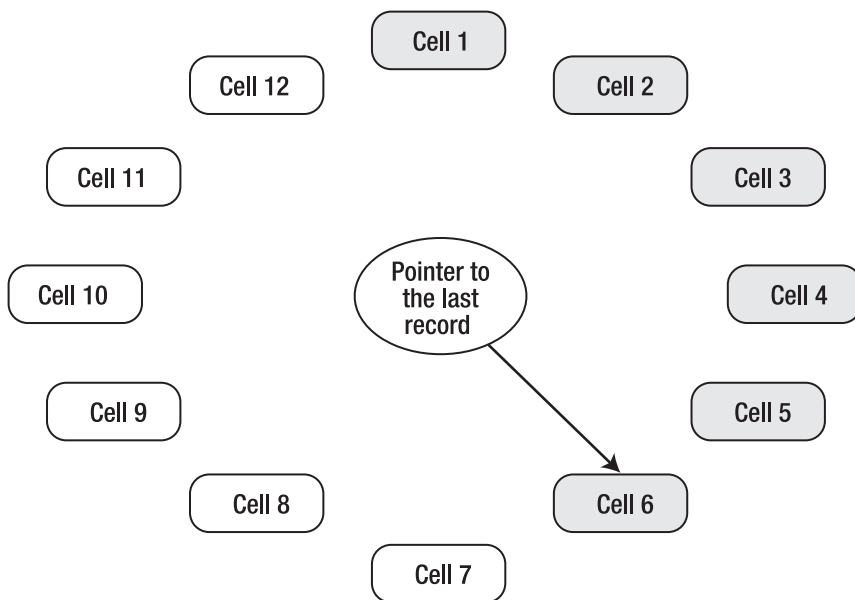 Cell 1
Cell 12
Cell 2
Cell 11
Cell 3
Pointer to
the last
record
Cell 10
Cell 4
Cell 9
Cell 5
Cell 8
Cell 6
Cell 7